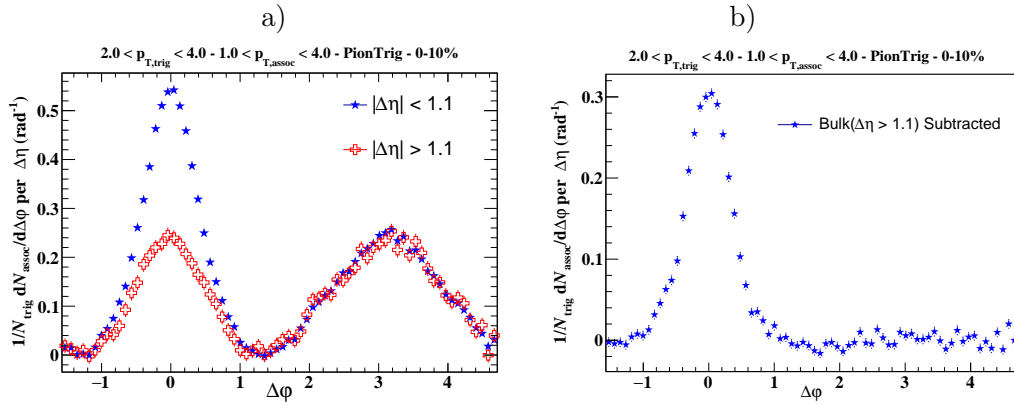 a)
2.0 < p_T,trig < 4.0 - 1.0 < p_T,assoc < 4.0 - PionTrig - 0-10%
1/N_trig dN_assoc/dΔφ per Δη (rad⁻¹)
0.5
0.4
0.3
0.2
0.1
0
|Δη| < 1.1
|Δη| > 1.1
−1 0 1 2 3 4
Δφ
b)
2.0 < p_T,trig < 4.0 - 1.0 < p_T,assoc < 4.0 - PionTrig - 0-10%
1/N_trig dN_assoc/dΔφ per Δη (rad⁻¹)
0.3
0.2
0.1
0
Bulk(Δη > 1.1) Subtracted
−1 0 1 2 3 4
Δφ